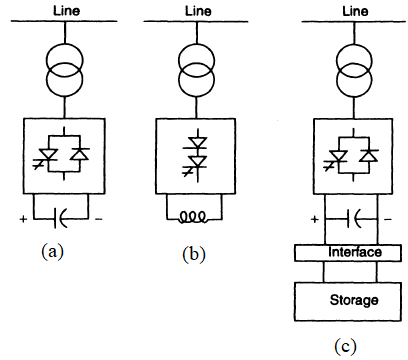 Line
Line
Line
+ −
+ −
Interface
Storage
(a)
(b)
(c)